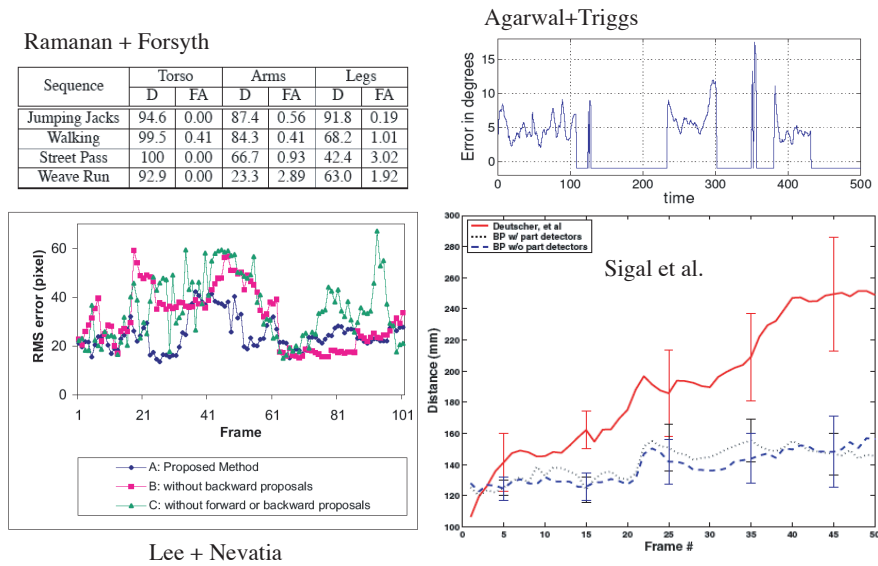 Ramanan + Forsyth
Sequence Torso Arms Legs
D FA D FA D FA
Jumping Jacks 94.6 0.00 87.4 0.56 91.8 0.19
Walking 99.5 0.41 84.3 0.41 68.2 1.01
Street Pass 100 0.00 66.7 0.93 42.4 3.02
Weave Run 92.9 0.00 23.3 2.89 63.0 1.92
Agarwal+Triggs
Error in degrees
15
10
5
0
0 100 200 300 400 500
time
RMS error (pixel)
60
40
20
0
1 21 41 61 81 101
Frame
A: Proposed Method
B: without backward proposals
C: without forward or backward proposals
Lee + Nevatia
Deutscher, et al
BP w/ part detectors
BP w/o part detectors
Sigal et al.
Distance (mm)
300
280
260
240
220
200
180
160
140
120
100
0 5 10 15 20 25 30 35 40 45 50
Frame #